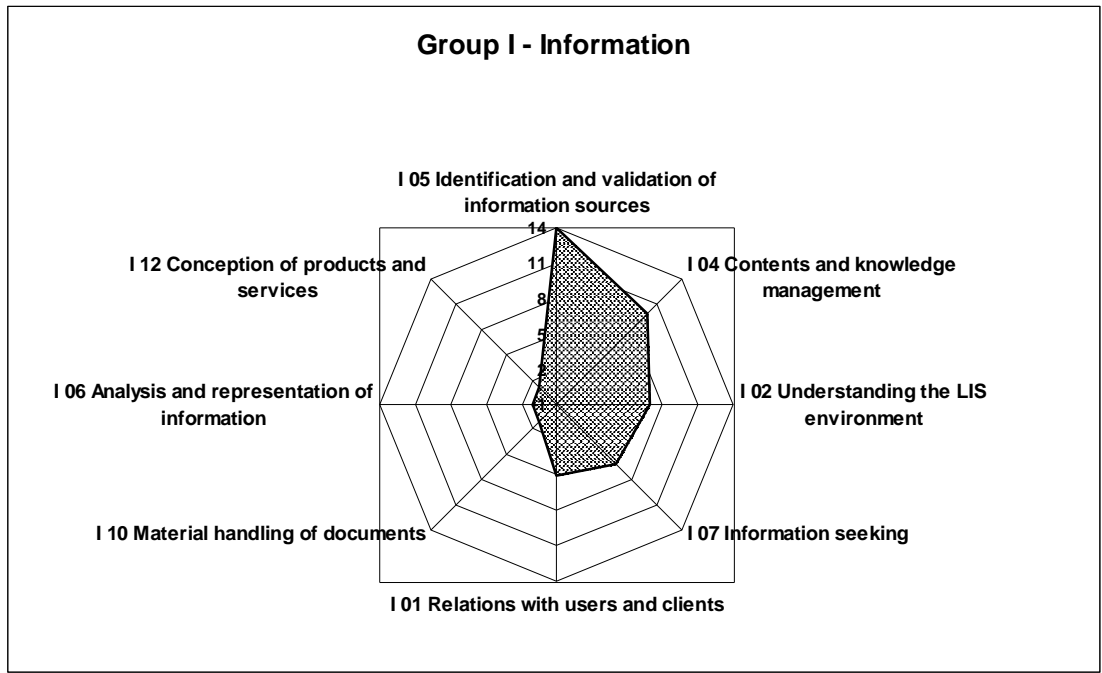 Group I - Information
I 05 Identification and validation of
information sources
14
11
8
5
2
-1
I 04 Contents and knowledge
management
I 02 Understanding the LIS
environment
I 07 Information seeking
I 01 Relations with users and clients
I 10 Material handling of documents
I 06 Analysis and representation of
information
I 12 Conception of products and
services